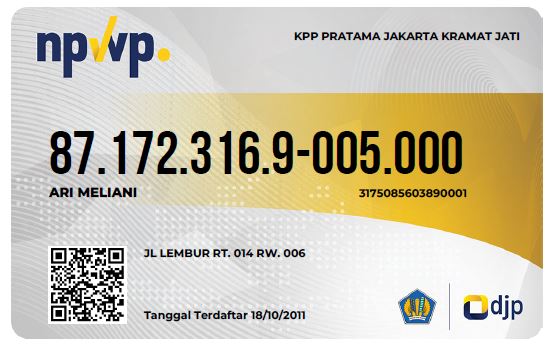 npwp.
KPP PRATAMA JAKARTA KRAMAT JATI
87.172.316.9-005.000
ARI MELIANI
3175085603890001
JL LEMBUR RT. 014 RW. 006
Tanggal Terdaftar 18/10/2011
djp